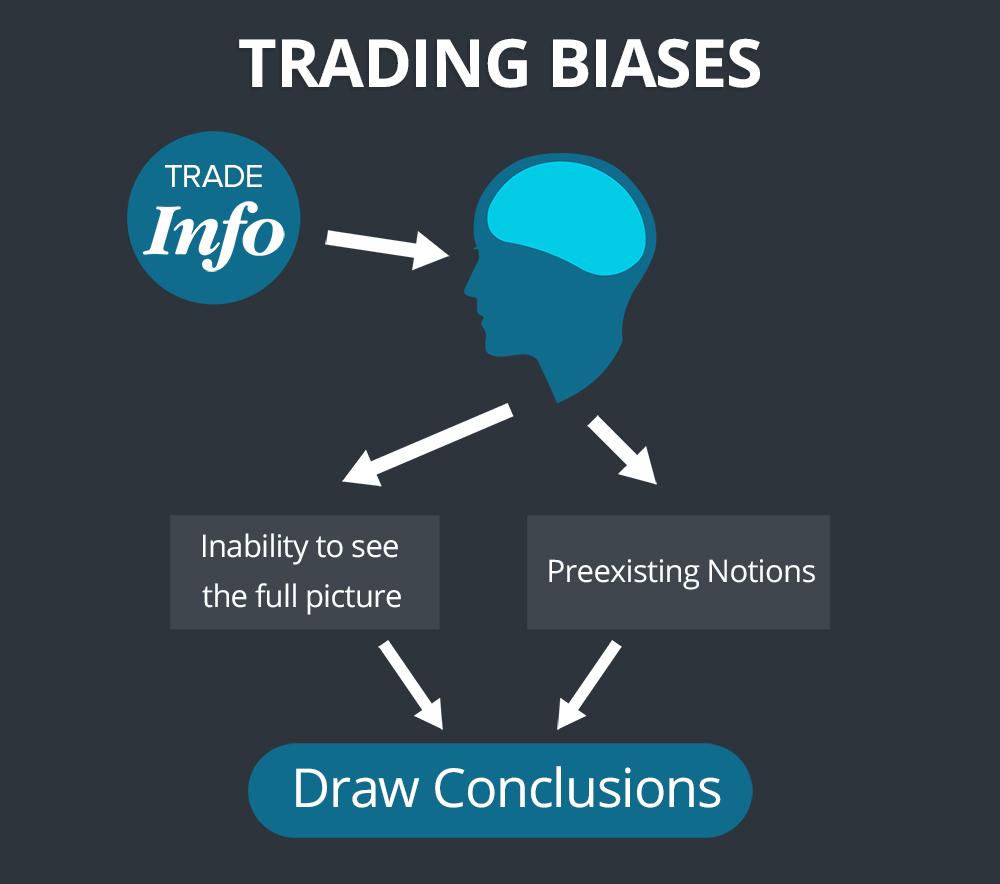 TRADING BIASES
TRADE
Info
Inability to see
the full picture
Preexisting Notions
Draw Conclusions